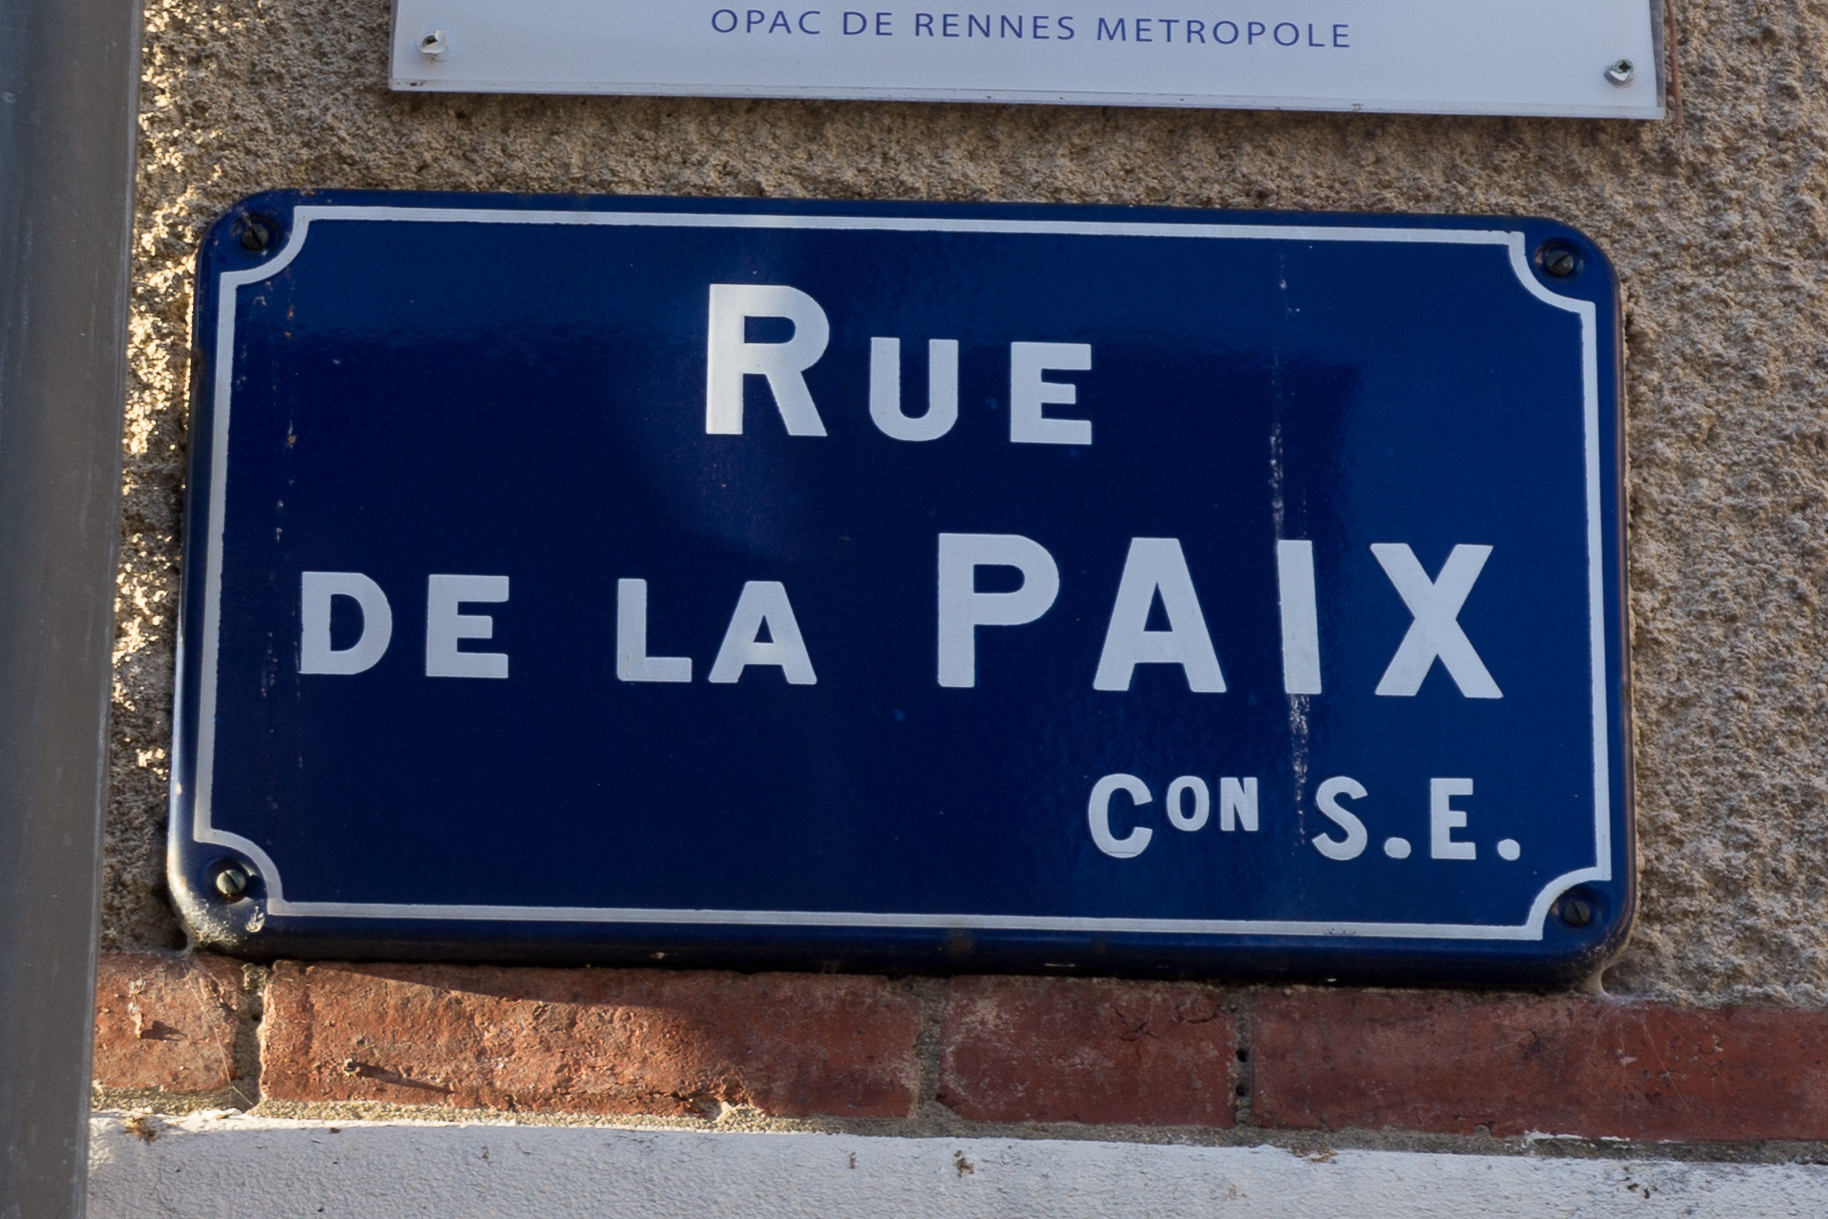 OPAC DE RENNES METROPOLE
RUE
DE LA PAIX
CON S.E.